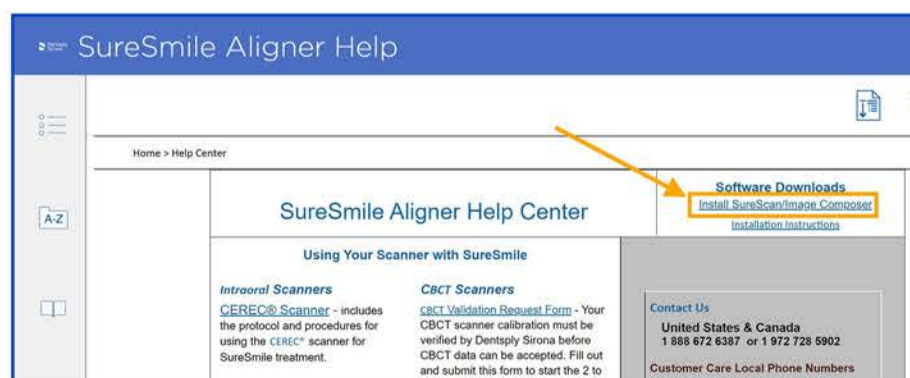 SureSmile Aligner Help
Home > Help Center
A-Z
SureSmile Aligner Help Center
Software Downloads
Install SureScan/Image Composer
Installation Instructions
Using Your Scanner with SureSmile
Intraoral Scanners
CEREC® Scanner - includes
the protocol and procedures for
using the CEREC® scanner for
SureSmile treatment.
CBCT Scanners
CBCT Validation Request Form - Your
CBCT scanner calibration must be
verified by Dentsply Sirona before
CBCT data can be accepted. Fill out
and submit this form to start the 2 to
Contact Us
United States & Canada
1 888 672 6387 or 1 972 728 5902
Customer Care Local Phone Numbers